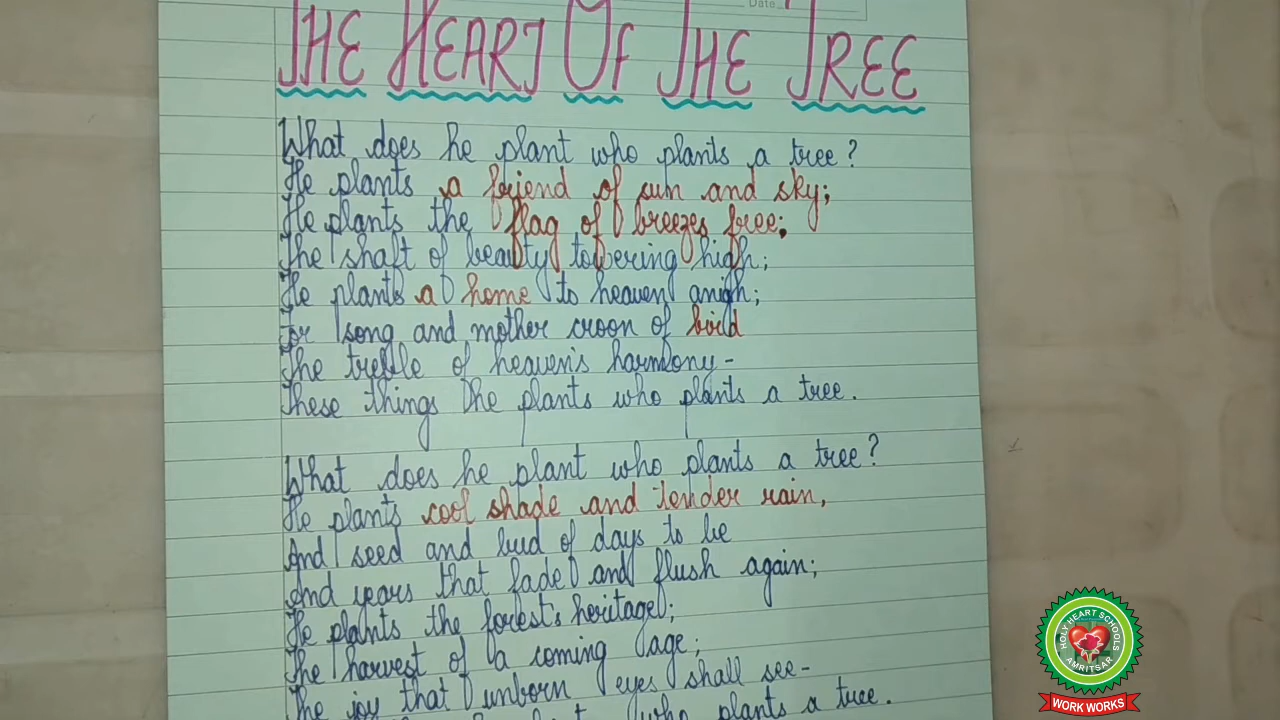 Date
THE HEART OF THE TREE
What does he plant who plants a tree?
He plants a friend of sun and sky;
He plants the flag of breezes free;
The shaft of beauty towering high;
He plants a home to heaven anigh;
For song and mother croon of bird
The treble of heaven's harmony-
These things he plants who plants a tree.
What does he plant who plants a tree?
He plants cool shade and tender rain,
And seed and bud of days to be
And years that fade and flush again;
He plants the forest's heritage;
The harvest of a coming age;
The joy that unborn eyes shall see-
who plants a tree.
HOLY HEART SCHOOLS
AMRITSAR
WORK WORKS